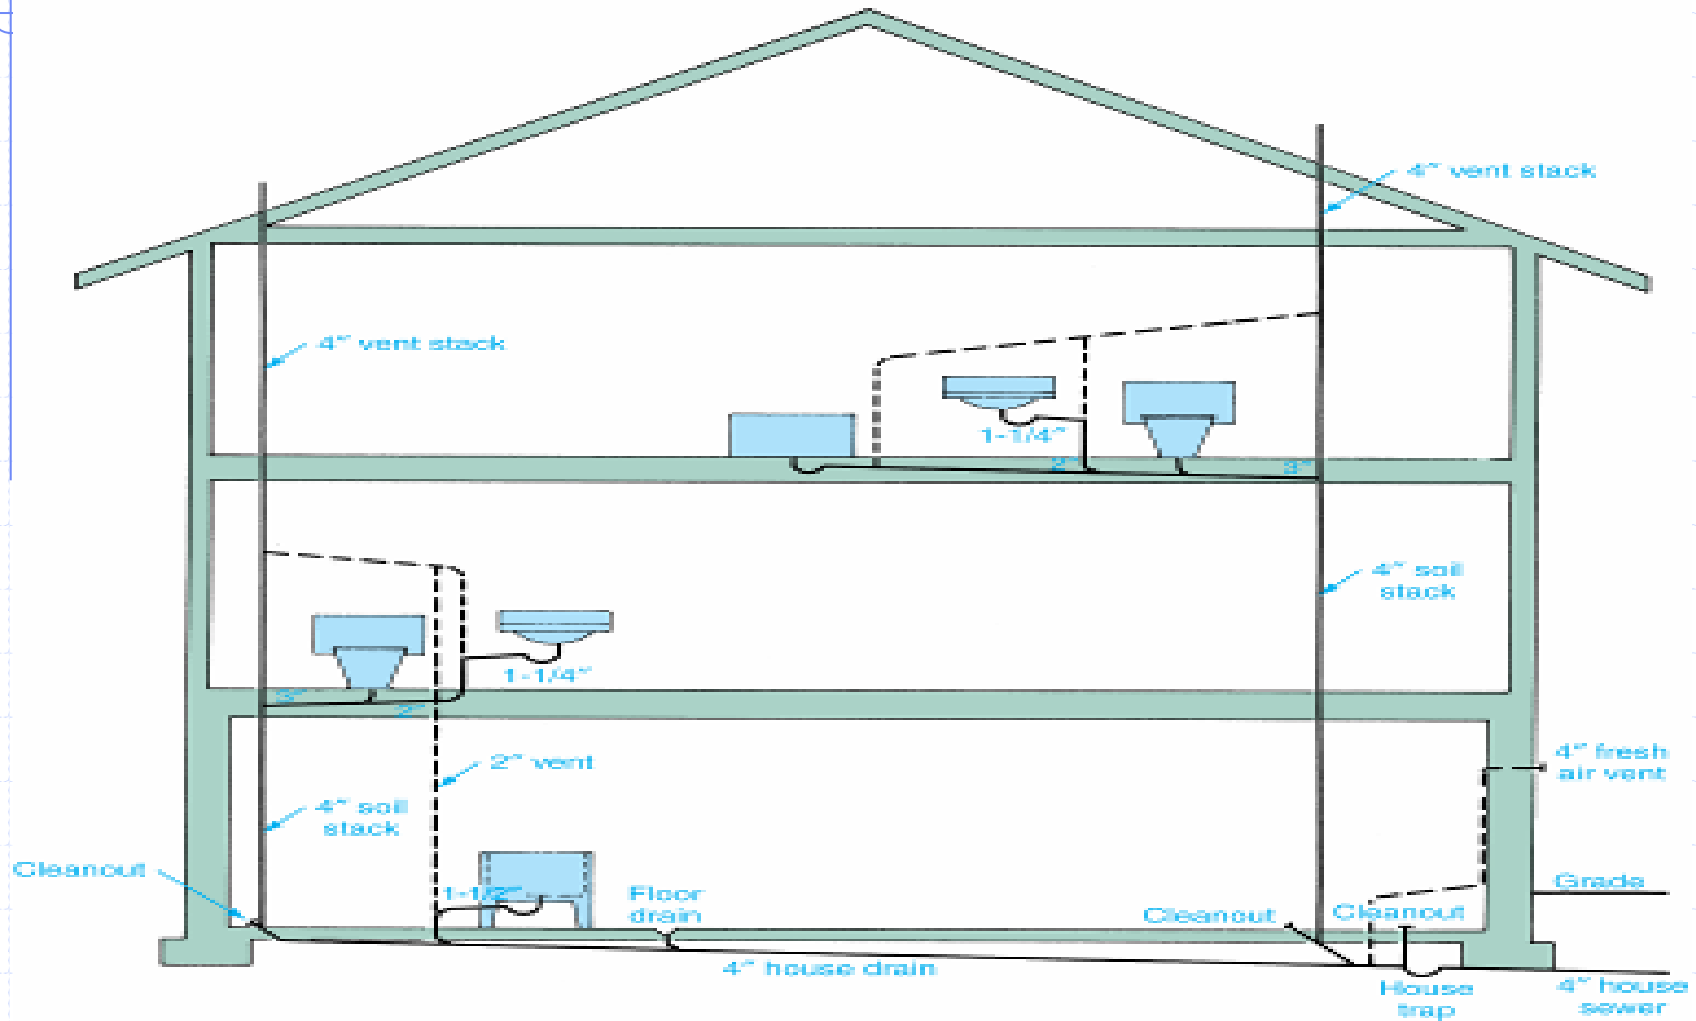 4" vent stack
4" vent stack
1-1/4"
2"
3"
4" soil
stack
1-1/4"
3"
2"
2" vent
4" fresh
air vent
4" soil
stack
Cleanout
1-1/2"
Floor
drain
Grade
Cleanout
Cleanout
4" house drain
House
trap
4" house
sewer